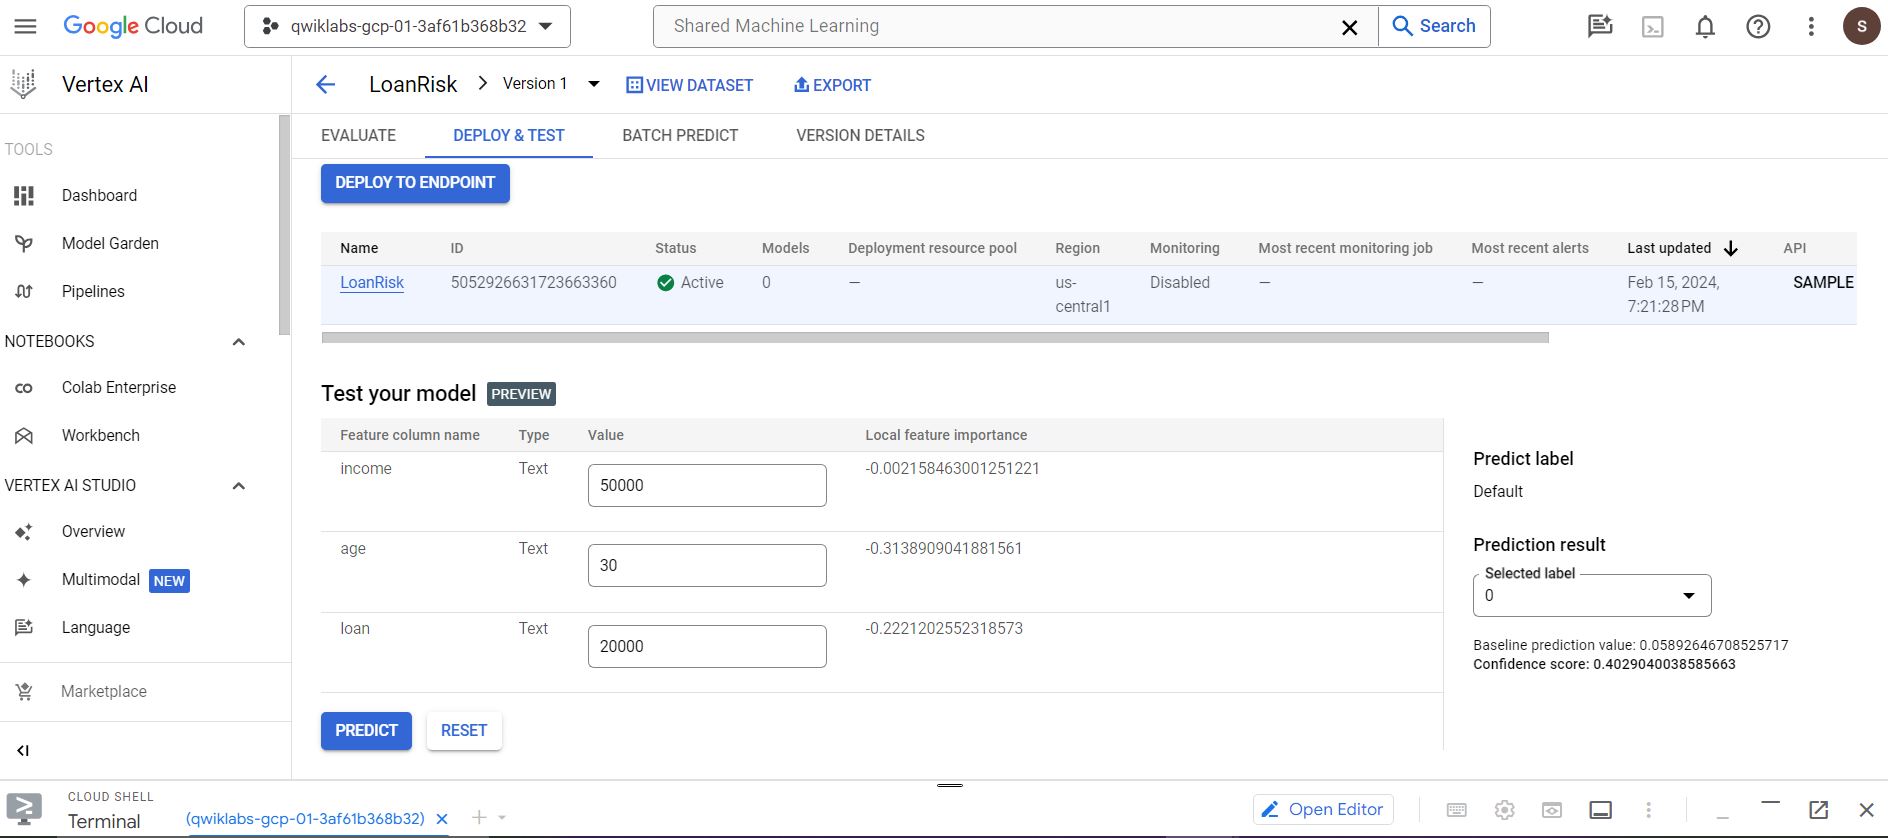 Google Cloud
qwiklabs-gcp-01-3af61b368b32
Shared Machine Learning
Search
S
Vertex AI
LoanRisk
Version 1
VIEW DATASET
EXPORT
EVALUATE
DEPLOY & TEST
BATCH PREDICT
VERSION DETAILS
TOOLS
Dashboard
Model Garden
Pipelines
NOTEBOOKS
Colab Enterprise
Workbench
VERTEX AI STUDIO
Overview
Multimodal NEW
Language
Marketplace
DEPLOY TO ENDPOINT
Name ID Status Models Deployment resource pool Region Monitoring Most recent monitoring job Most recent alerts Last updated API
LoanRisk 5052926631723663360 Active 0 — us- Disabled — — Feb 15, 2024, SAMPLE
central1 7:21:28 PM
Test your model PREVIEW
Feature column name Type Value Local feature importance
income Text 50000 -0.002158463001251221
age Text 30 -0.3138909041881561
loan Text 20000 -0.2221202552318573
PREDICT RESET
Predict label
Default
Prediction result
Selected label
0
Baseline prediction value: 0.05892646708525717
Confidence score: 0.4029040038585663
CLOUD SHELL
Terminal
(qwiklabs-gcp-01-3af61b368b32)
Open Editor